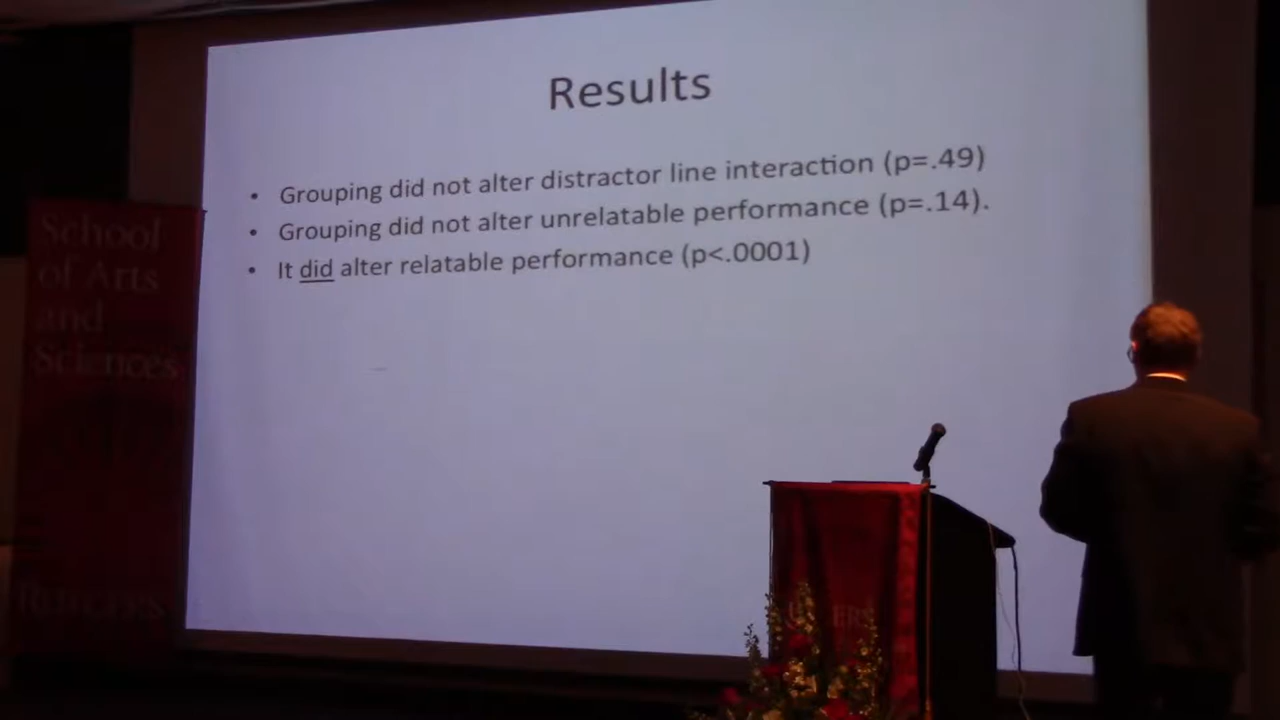 Results
• Grouping did not alter distractor line interaction (p=.49)
• Grouping did not alter unrelatable performance (p=.14).
• It did alter relatable performance (p<.0001)
School
of Arts
and
Sciences
RUTGERS